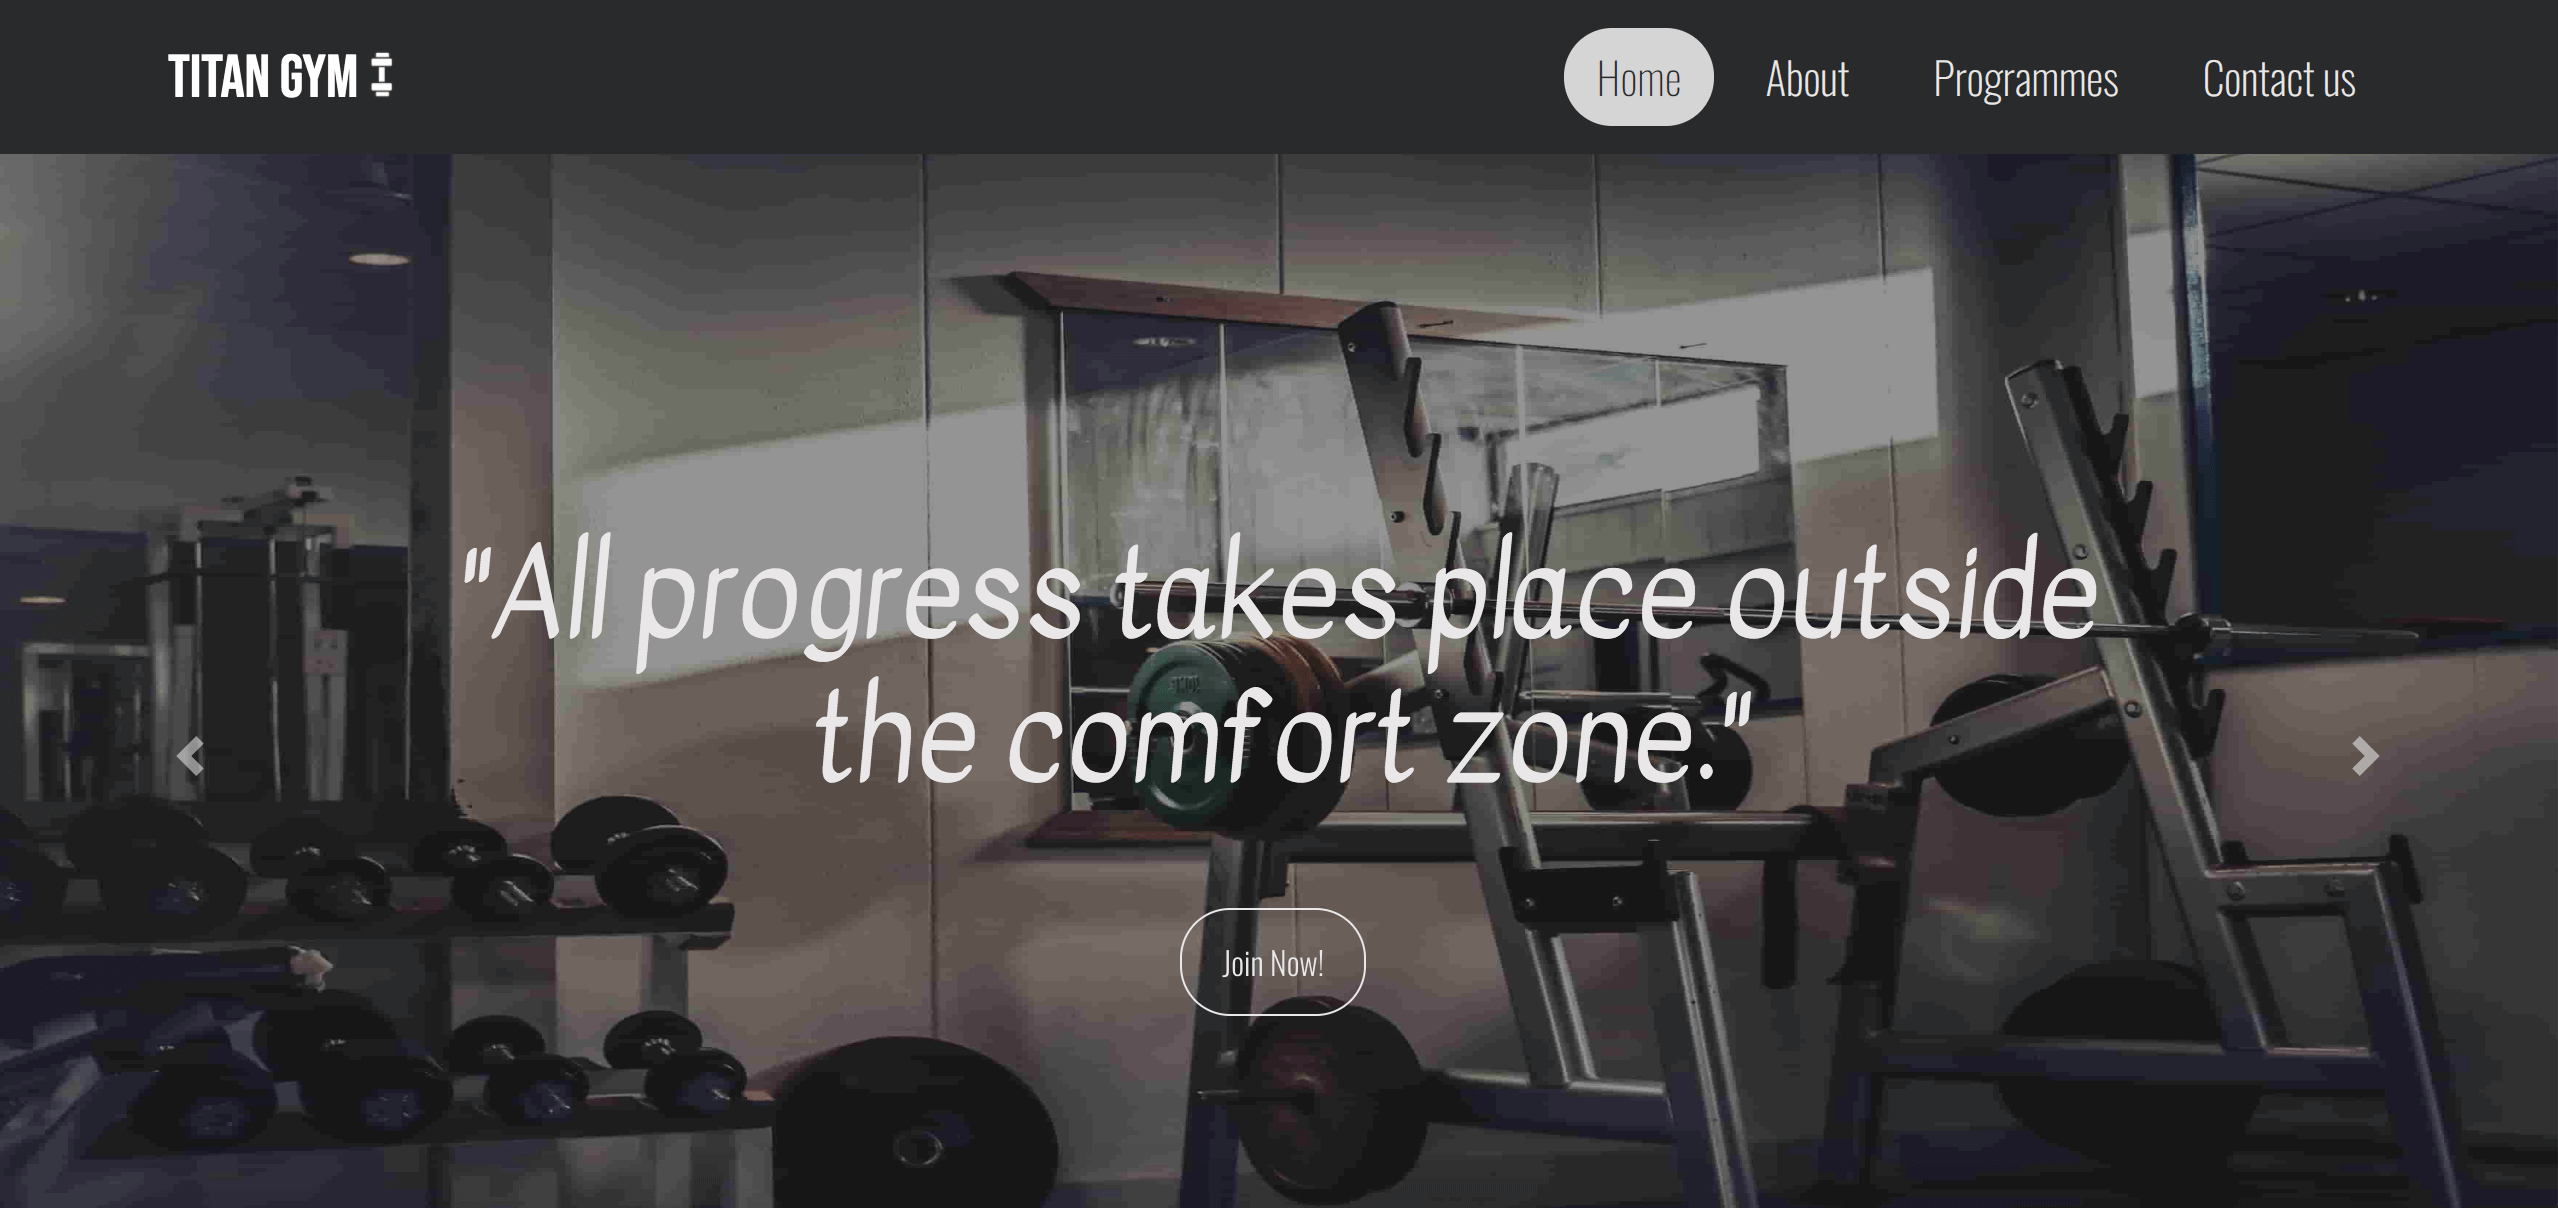 TITAN GYM
Home
About
Programmes
Contact us
"All progress takes place outside
the comfort zone."
Join Now!